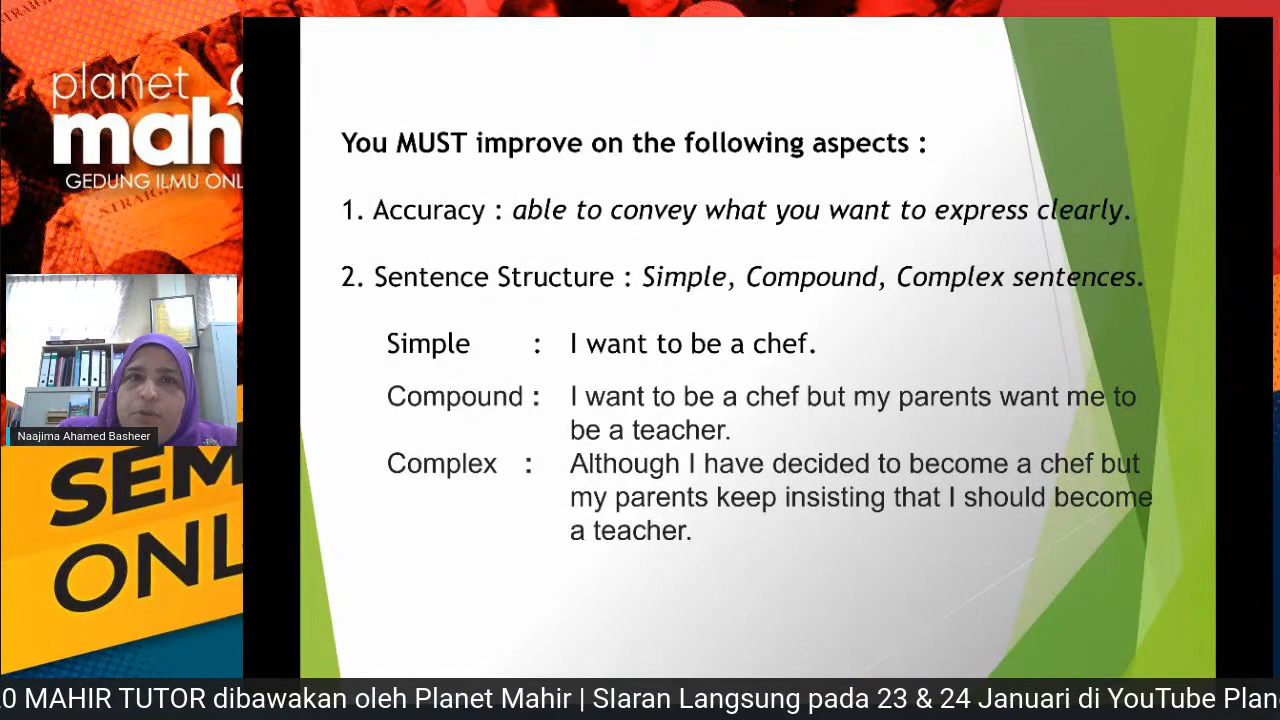 planet
mah
GEDUNG ILMU ONL
You MUST improve on the following aspects :
1. Accuracy : able to convey what you want to express clearly.
2. Sentence Structure : Simple, Compound, Complex sentences.
Simple : I want to be a chef.
Compound : I want to be a chef but my parents want me to
be a teacher.
Complex : Although I have decided to become a chef but
my parents keep insisting that I should become
a teacher.
Naajima Ahamed Basheer
SEM
ONL
0 MAHIR TUTOR dibawakan oleh Planet Mahir | SIaran Langsung pada 23 & 24 Januari di YouTube Plan